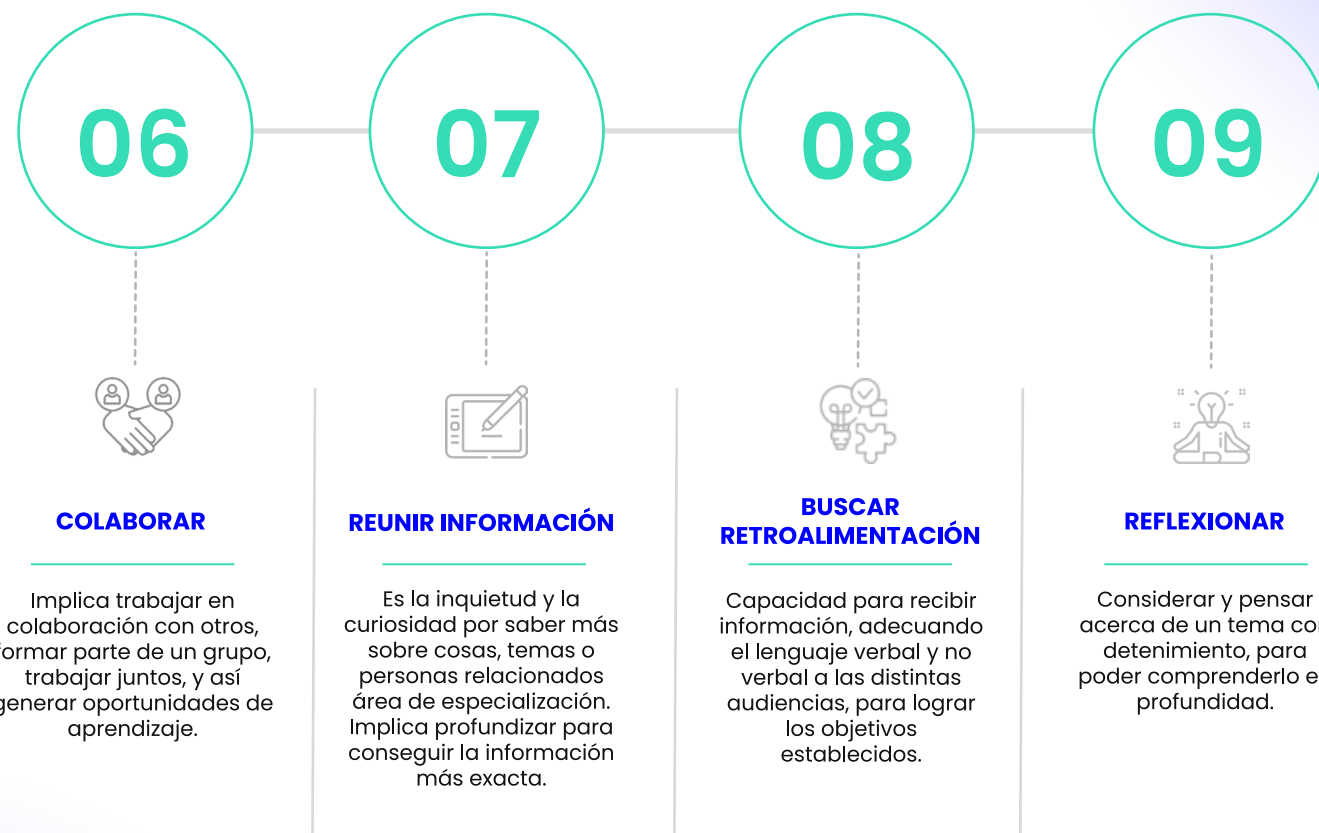 06
07
08
09
COLABORAR
Implica trabajar en
colaboración con otros,
formar parte de un grupo,
trabajar juntos, y así
generar oportunidades de
aprendizaje.
REUNIR INFORMACIÓN
Es la inquietud y la
curiosidad por saber más
sobre cosas, temas o
personas relacionados
área de especialización.
Implica profundizar para
conseguir la información
más exacta.
BUSCAR
RETROALIMENTACIÓN
Capacidad para recibir
información, adecuando
el lenguaje verbal y no
verbal a las distintas
audiencias, para lograr
los objetivos
establecidos.
REFLEXIONAR
Considerar y pensar
acerca de un tema con
detenimiento, para
poder comprenderlo e
profundidad.